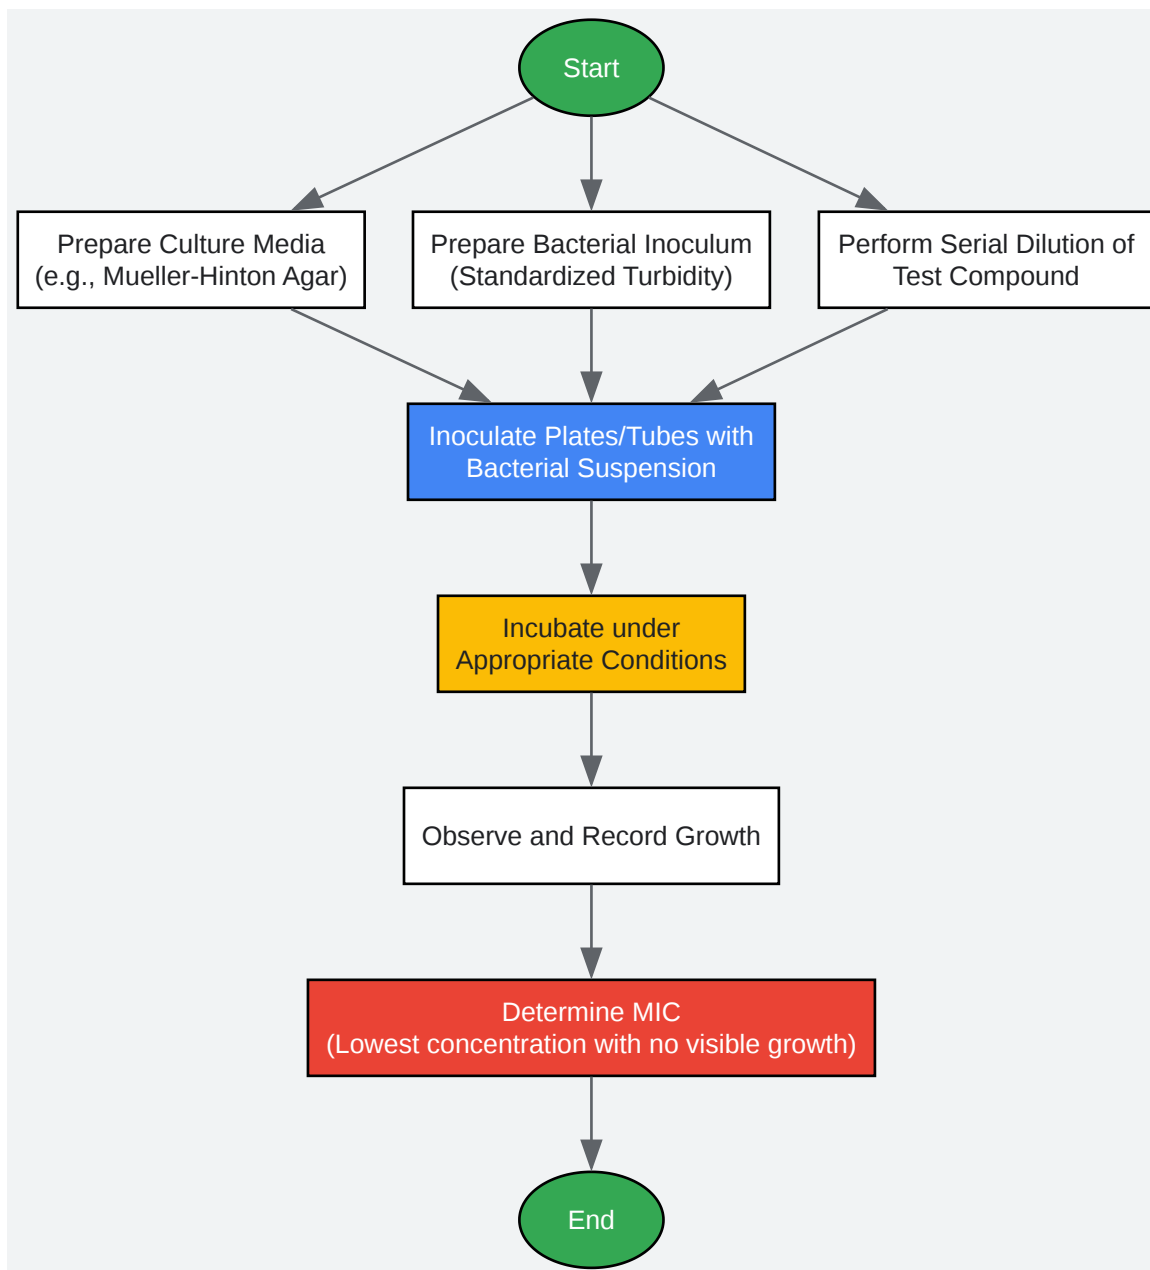 Start
Prepare Culture Media
(e.g., Mueller-Hinton Agar)
Prepare Bacterial Inoculum
(Standardized Turbidity)
Perform Serial Dilution of
Test Compound
Inoculate Plates/Tubes with
Bacterial Suspension
Incubate under
Appropriate Conditions
Observe and Record Growth
Determine MIC
(Lowest concentration with no visible growth)
End